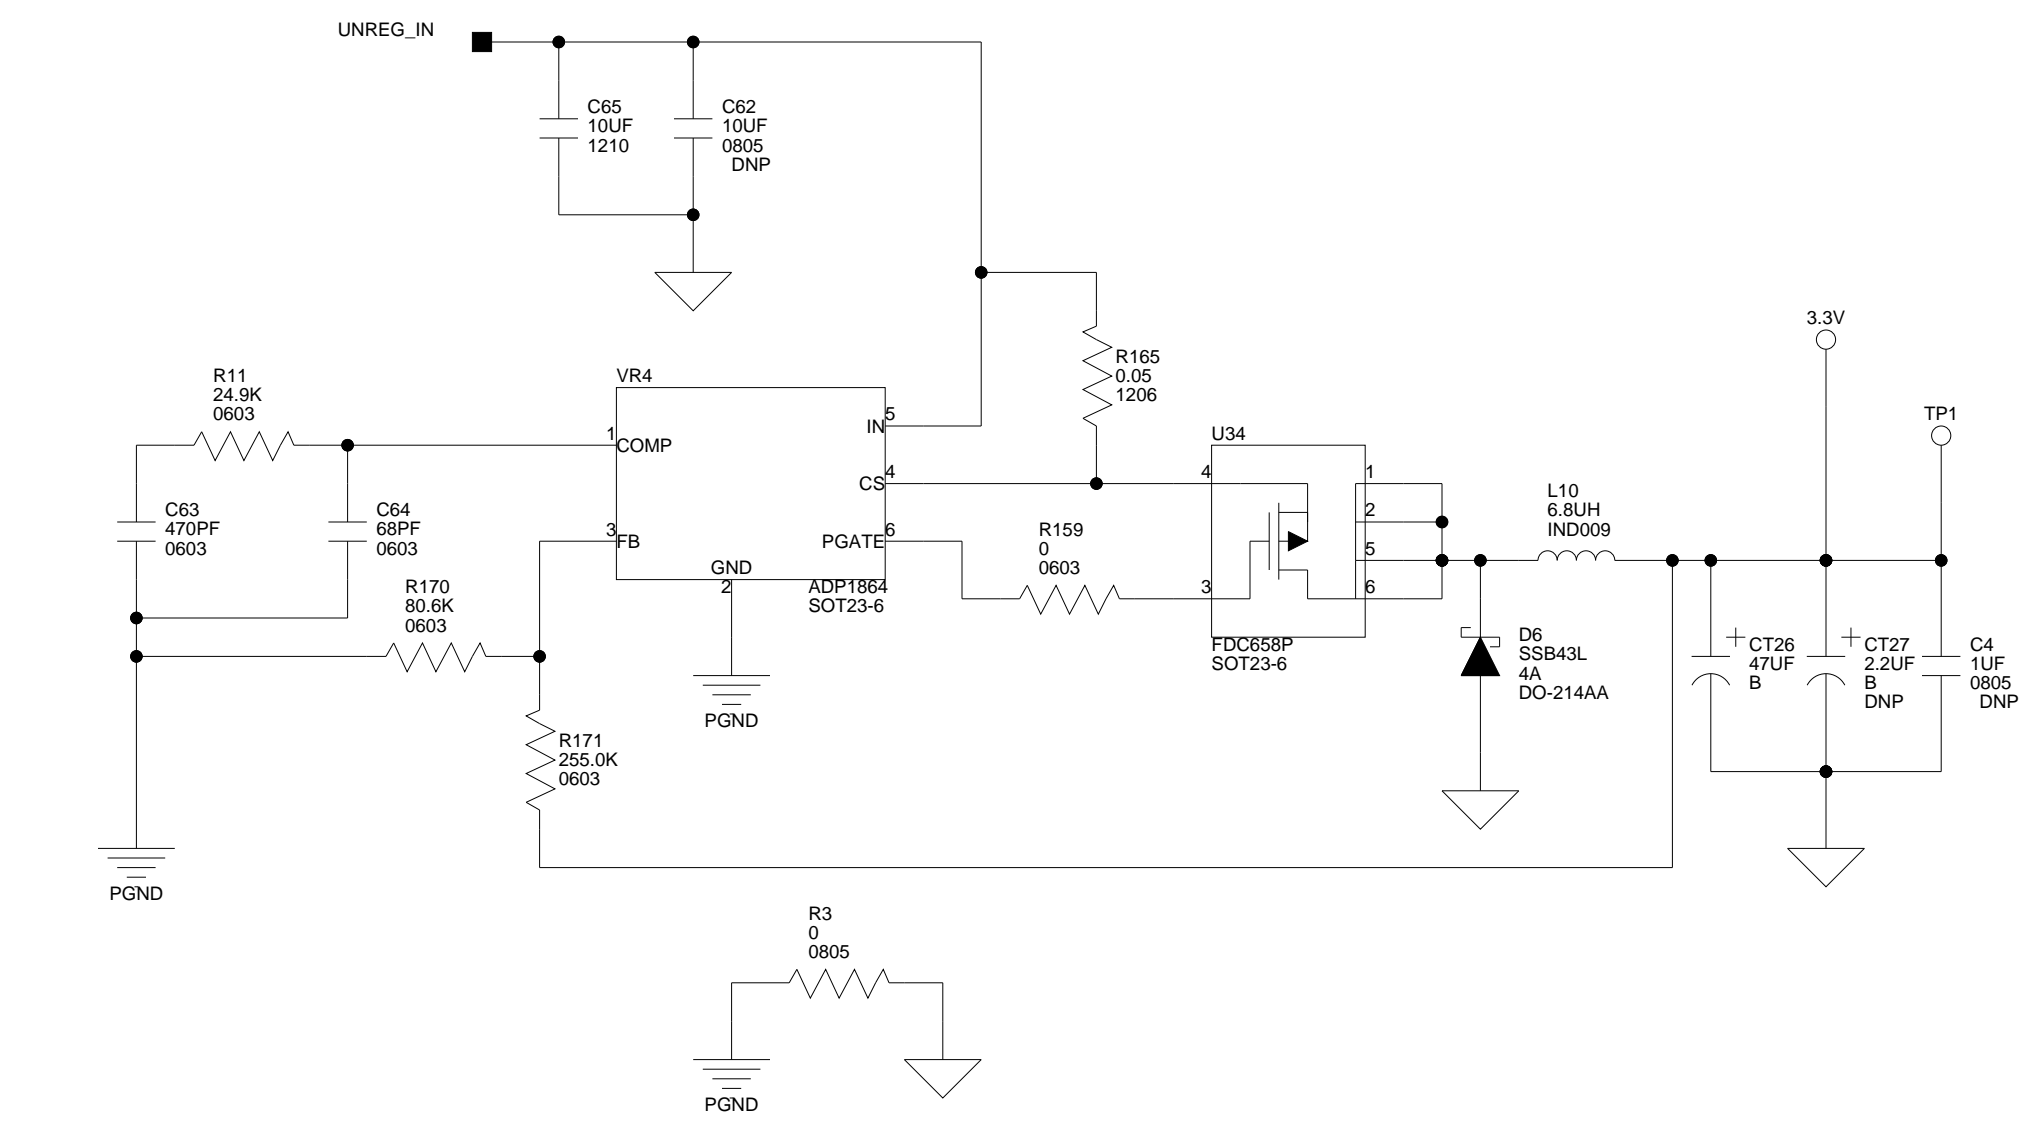 UNREG_IN
C65
10UF
1210
C62
10UF
0805
DNP
3.3V
R165
0.05
1206
R11
24.9K
0603
VR4
5
IN
1
COMP
TP1
U34
4
CS
4
1
2
5
6
L10
6.8UH
IND009
C63
470PF
0603
C64
68PF
0603
3
FB
6
PGATE
R159
0
0603
3
GND
2
ADP1864
SOT23-6
R170
80.6K
0603
FDC658P
SOT23-6
D6
SSB43L
4A
DO-214AA
CT26
47UF
B
CT27
2.2UF
B
DNP
C4
1UF
0805
DNP
PGND
R171
255.0K
0603
PGND
R3
0
0805
PGND